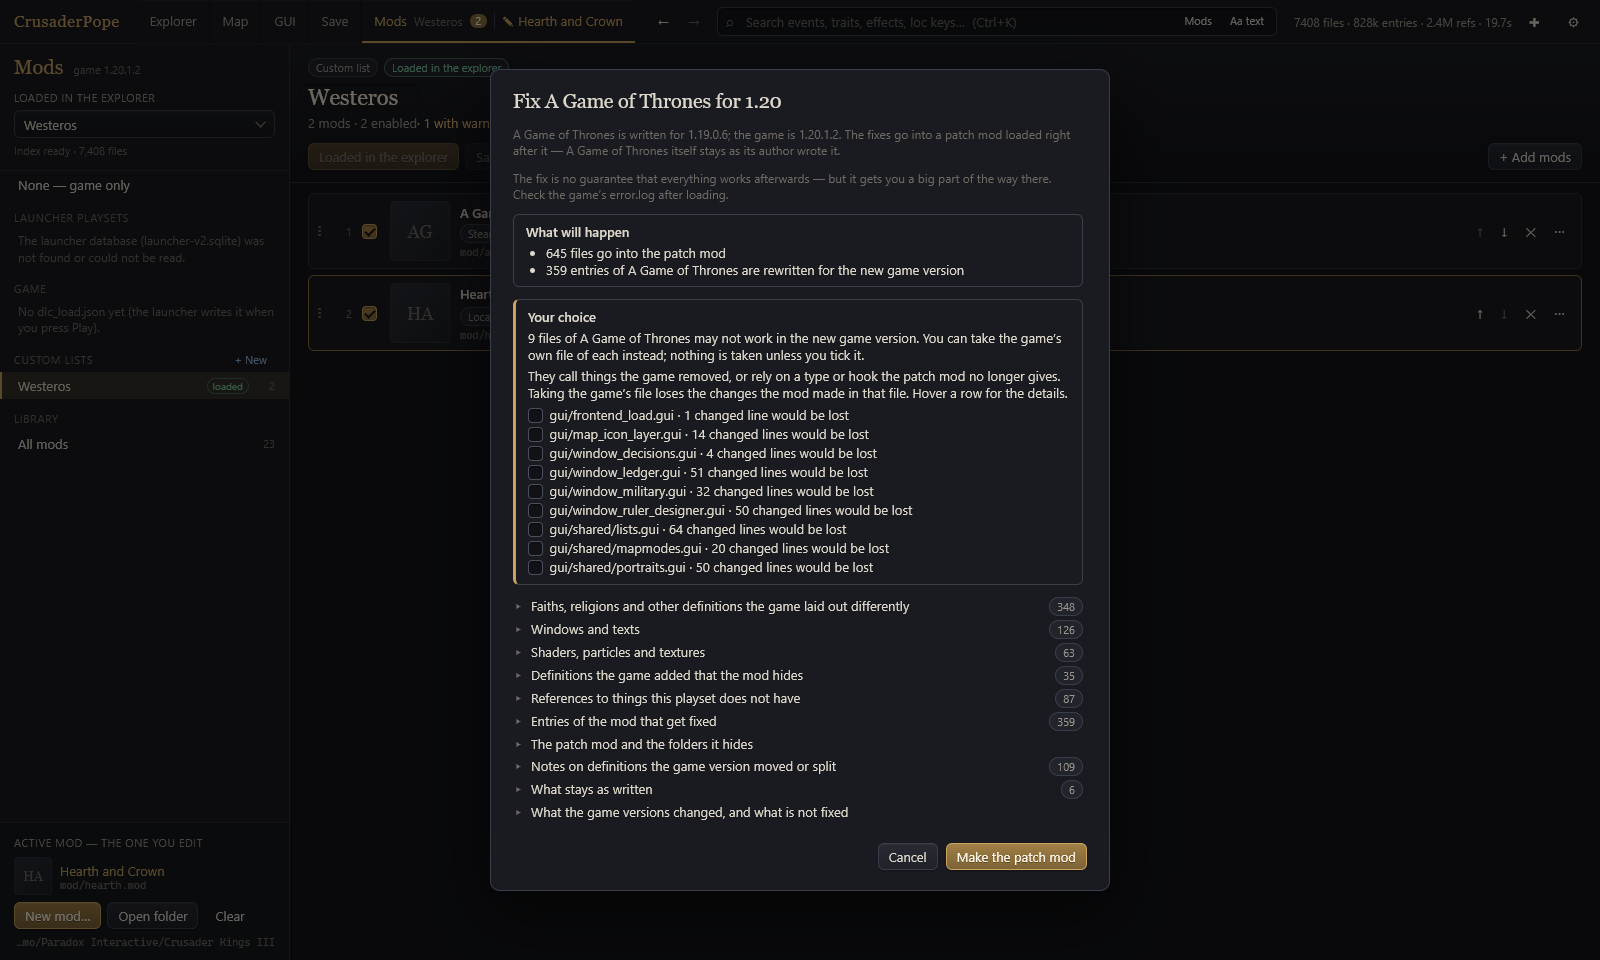 CrusaderPope Explorer Map GUI Save Mods Westeros 2 Hearth and Crown ← → Search events, traits, effects, loc keys... (Ctrl+K) Mods Aa text 7408 files · 828k entries · 2.4M refs · 19.7s
Mods game 1.20.1.2
LOADED IN THE EXPLORER
Westeros
Index ready · 7,408 files
None — game only
LAUNCHER PLAYSETS
The launcher database (launcher-v2.sqlite) was
not found or could not be read.
GAME
No dlc_load.json yet (the launcher writes it when
you press Play).
CUSTOM LISTS + New
Westeros loaded 2
LIBRARY
All mods 23
ACTIVE MOD — THE ONE YOU EDIT
HA Hearth and Crown
mod/hearth.mod
New mod... Open folder Clear
…mo/Paradox Interactive/Crusader Kings III
Custom list Loaded in the explorer
Westeros
2 mods · 2 enabled · 1 with warn
Loaded in the explorer Sa
+ Add mods
1 AG A Ga
Stea
mod/a
2 HA Hear
Loca
mod/h
Fix A Game of Thrones for 1.20
A Game of Thrones is written for 1.19.0.6; the game is 1.20.1.2. The fixes go into a patch mod loaded right
after it — A Game of Thrones itself stays as its author wrote it.
The fix is no guarantee that everything works afterwards — but it gets you a big part of the way there.
Check the game's error.log after loading.
What will happen
• 645 files go into the patch mod
• 359 entries of A Game of Thrones are rewritten for the new game version
Your choice
9 files of A Game of Thrones may not work in the new game version. You can take the game's
own file of each instead; nothing is taken unless you tick it.
They call things the game removed, or rely on a type or hook the patch mod no longer gives.
Taking the game's file loses the changes the mod made in that file. Hover a row for the details.
gui/frontend_load.gui · 1 changed line would be lost
gui/map_icon_layer.gui · 14 changed lines would be lost
gui/window_decisions.gui · 4 changed lines would be lost
gui/window_ledger.gui · 51 changed lines would be lost
gui/window_military.gui · 32 changed lines would be lost
gui/window_ruler_designer.gui · 50 changed lines would be lost
gui/shared/lists.gui · 64 changed lines would be lost
gui/shared/mapmodes.gui · 20 changed lines would be lost
gui/shared/portraits.gui · 50 changed lines would be lost
Faiths, religions and other definitions the game laid out differently 348
Windows and texts 126
Shaders, particles and textures 63
Definitions the game added that the mod hides 35
References to things this playset does not have 87
Entries of the mod that get fixed 359
The patch mod and the folders it hides
Notes on definitions the game version moved or split 109
What stays as written 6
What the game versions changed, and what is not fixed
Cancel Make the patch mod